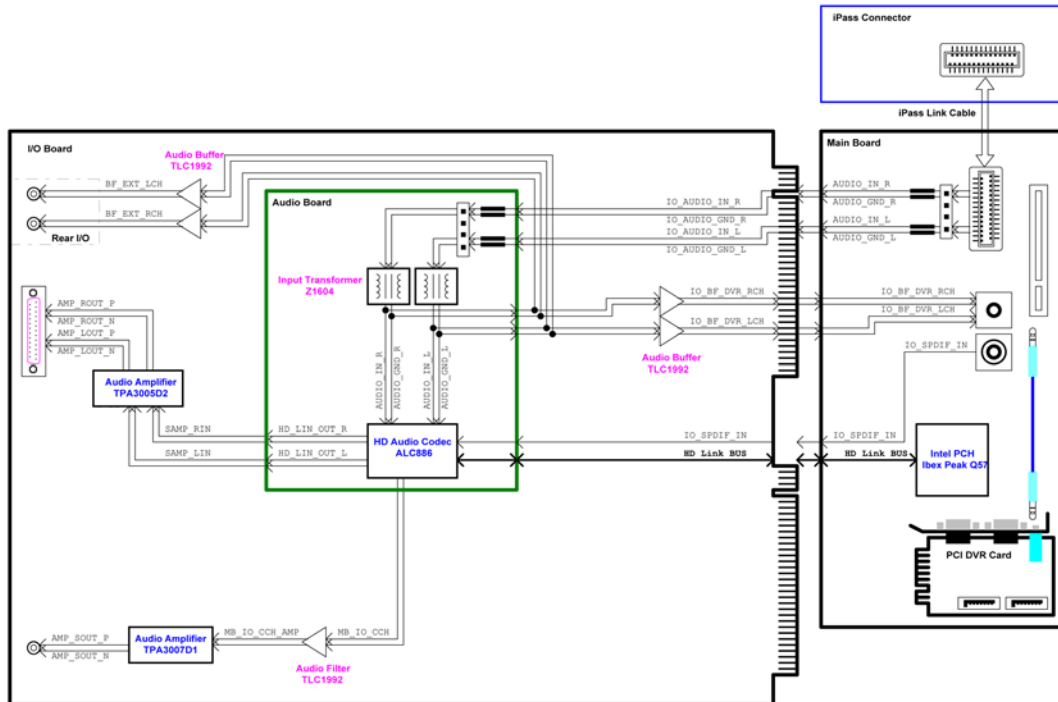 iPass Connector
iPass Link Cable
I/O Board
Audio Buffer
TLC1992
BF_EXT_LCH
BF_EXT_RCH
Rear I/O
Audio Board
Input Transformer
Z1604
IO_AUDIO_IN_R
IO_AUDIO_GND_R
IO_AUDIO_IN_L
IO_AUDIO_GND_L
Main Board
AUDIO_IN_R
AUDIO_GND_R
AUDIO_IN_L
AUDIO_GND_L
AMP_ROUT_P
AMP_ROUT_N
AMP_LOUT_P
AMP_LOUT_N
IO_BF_DVR_RCH
IO_BF_DVR_LCH
Audio Buffer
TLC1992
IO_BF_DVR_RCH
IO_BF_DVR_LCH
IO_SPDIF_IN
AUDIO_IN_R
AUDIO_GND_R
AUDIO_IN_L
AUDIO_GND_L
Audio Amplifier
TPA3005D2
SAMP_RIN
SAMP_LIN
HD_LIN_OUT_R
HD_LIN_OUT_L
HD Audio Codec
ALC886
IO_SPDIF_IN
HD Link BUS
IO_SPDIF_IN
HD Link BUS
Intel PCH
Ibex Peak Q57
PCI DVR Card
AMP_SOUT_P
AMP_SOUT_N
Audio Amplifier
TPA3007D1
MB_IO_CCH_AMP
MB_IO_CCH
Audio Filter
TLC1992